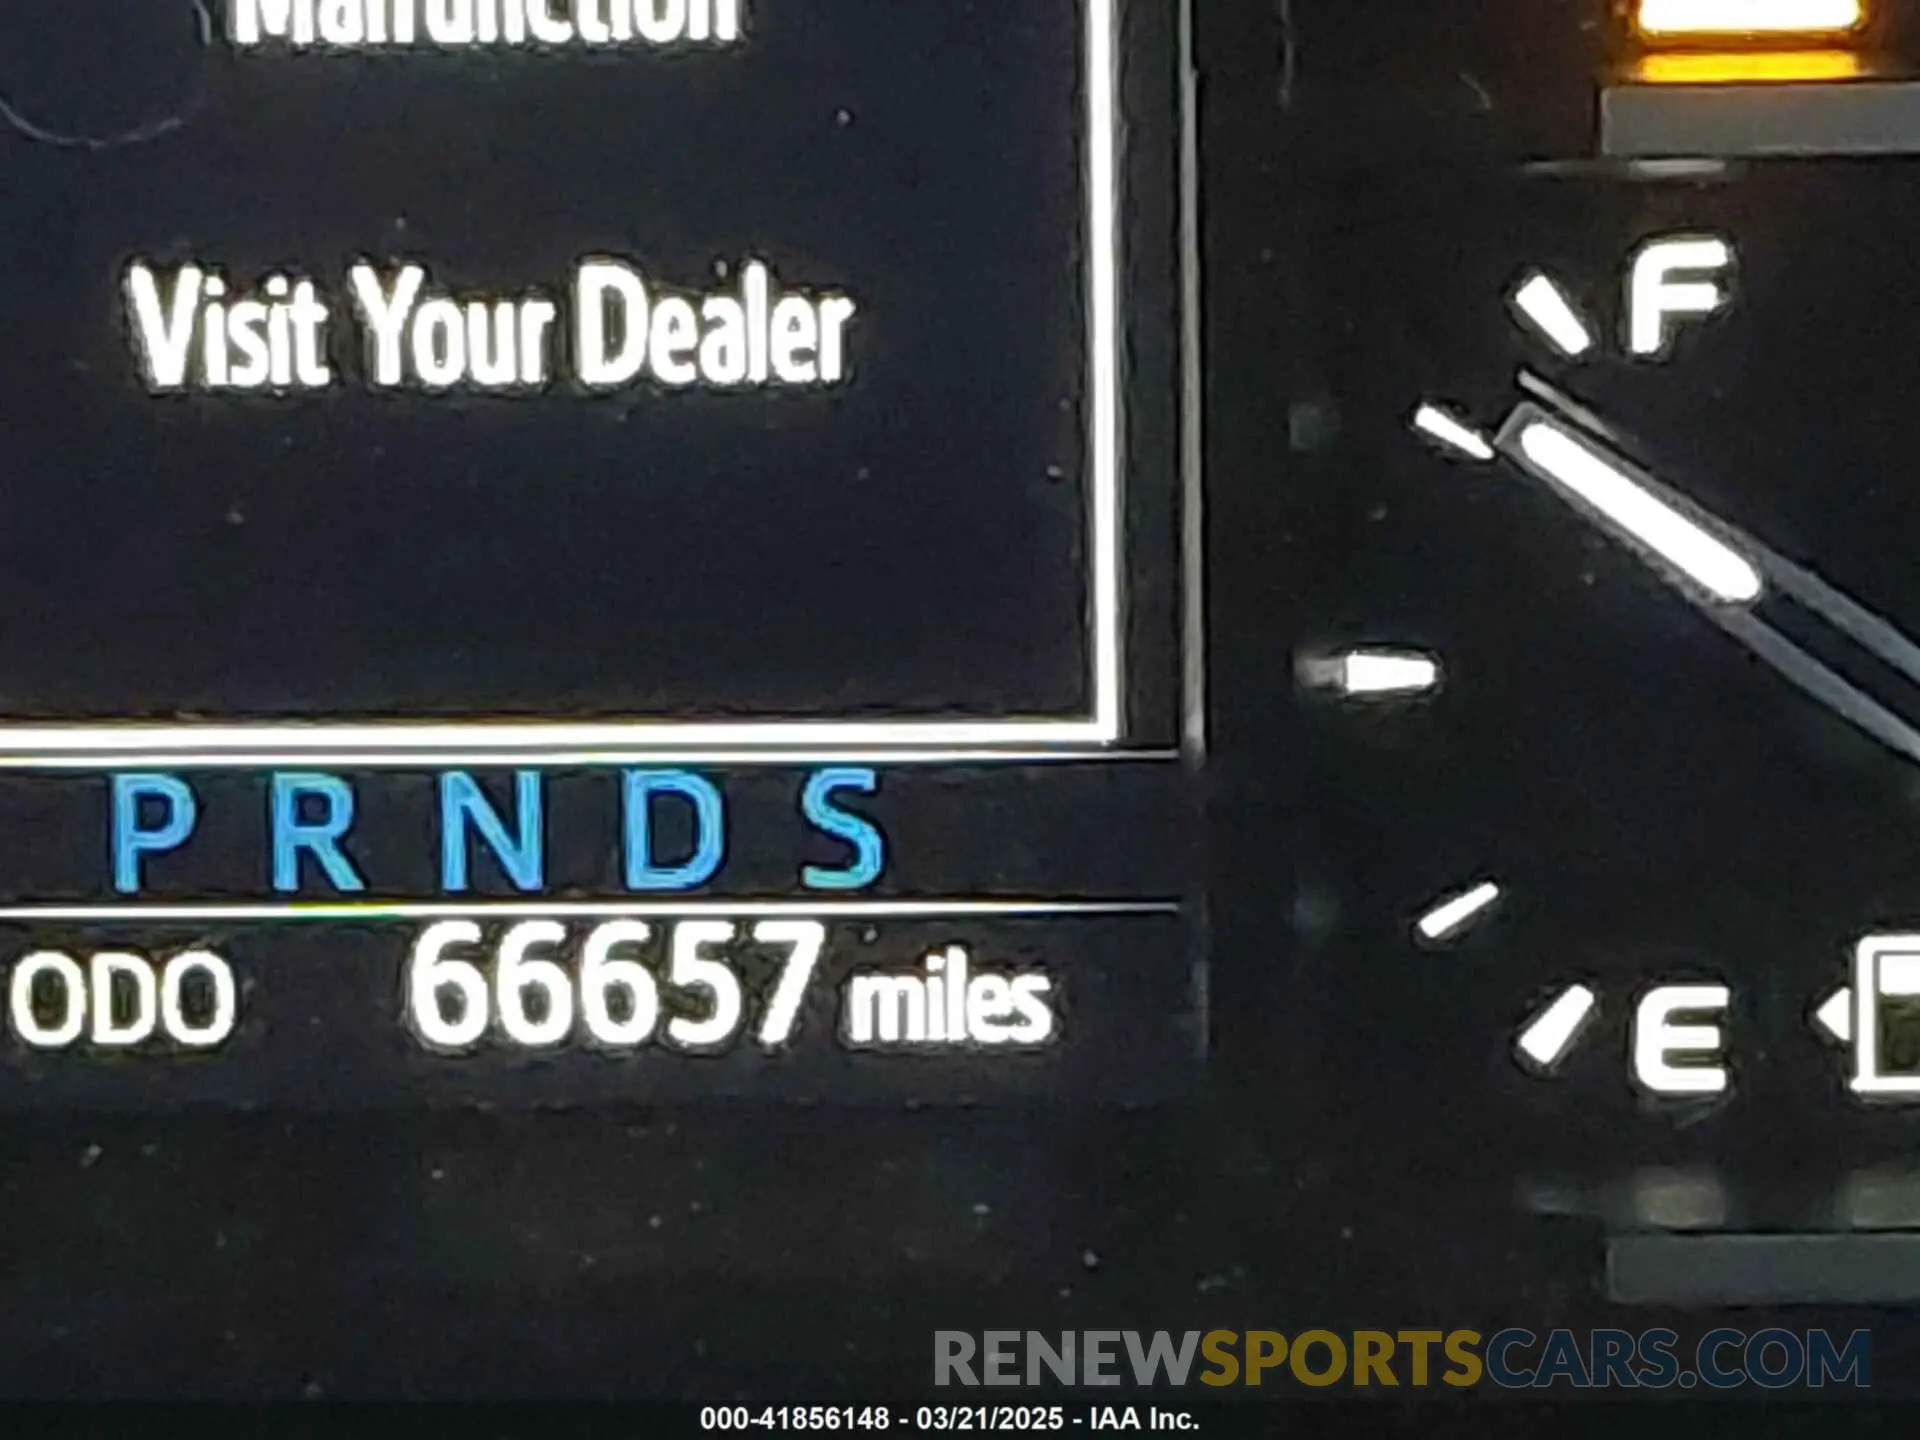 Malfunction
Visit Your Dealer
P R N D S
ODO 66657 miles
F
E
RENEWSPORTSCARS.COM
000-41856148 - 03/21/2025 - IAA Inc.